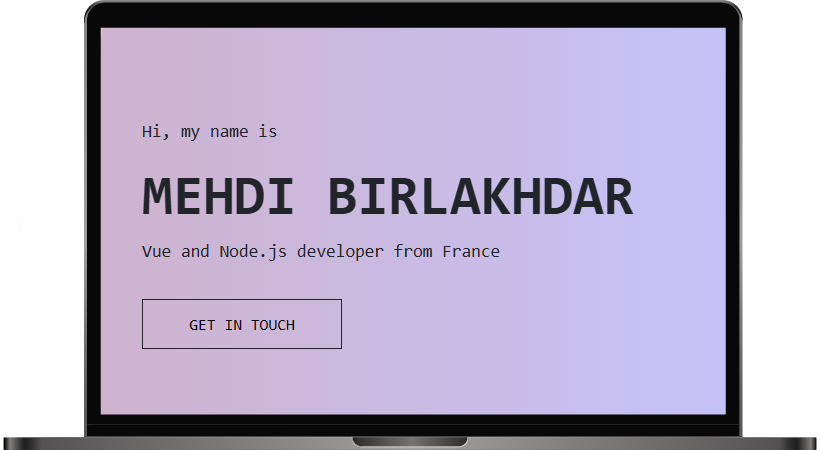 Hi, my name is
MEHDI BIRLAKHDAR
Vue and Node.js developer from France
GET IN TOUCH